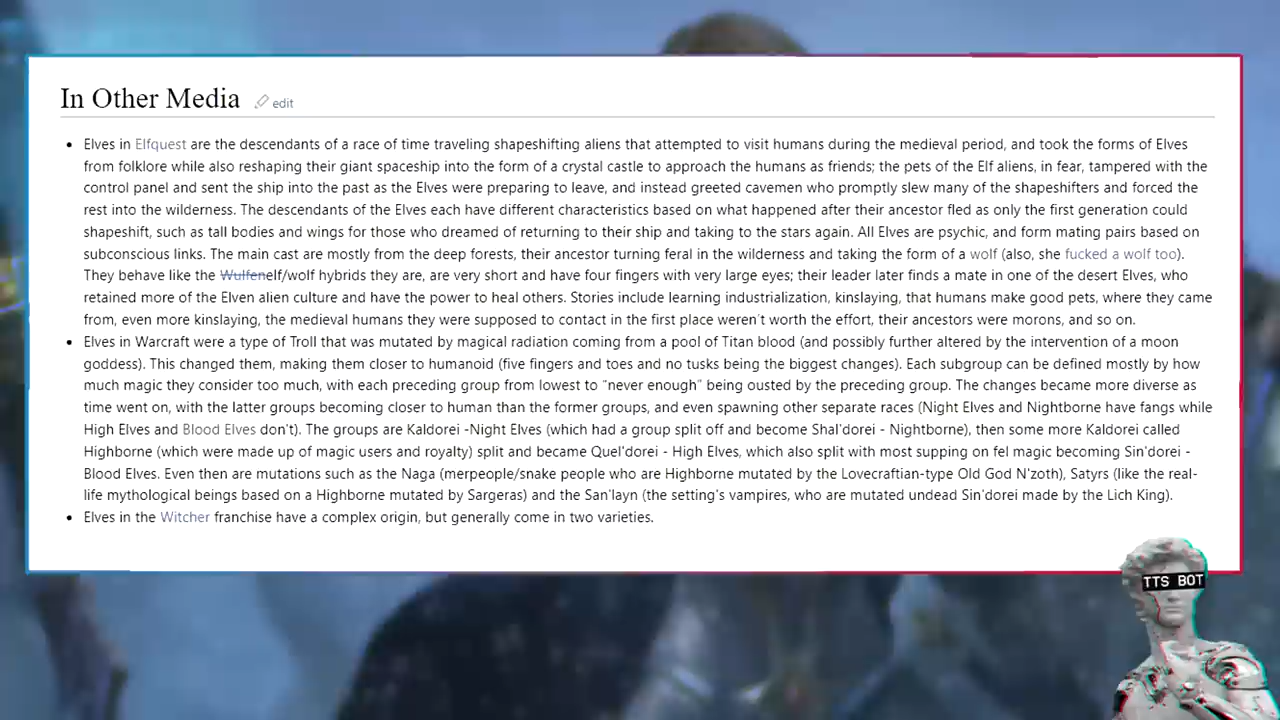 In Other Media edit
Elves in Elfquest are the descendants of a race of time traveling shapeshifting aliens that attempted to visit humans during the medieval period, and took the forms of Elves
from folklore while also reshaping their giant spaceship into the form of a crystal castle to approach the humans as friends; the pets of the Elf aliens, in fear, tampered with the
control panel and sent the ship into the past as the Elves were preparing to leave, and instead greeted cavemen who promptly slew many of the shapeshifters and forced the
rest into the wilderness. The descendants of the Elves each have different characteristics based on what happened after their ancestor fled as only the first generation could
shapeshift, such as tall bodies and wings for those who dreamed of returning to their ship and taking to the stars again. All Elves are psychic, and form mating pairs based on
subconscious links. The main cast are mostly from the deep forests, their ancestor turning feral in the wilderness and taking the form of a wolf (also, she fucked a wolf too).
They behave like the Wulfenelf/wolf hybrids they are, are very short and have four fingers with very large eyes; their leader later finds a mate in one of the desert Elves, who
retained more of the Elven alien culture and have the power to heal others. Stories include learning industrialization, kinslaying, that humans make good pets, where they came
from, even more kinslaying, the medieval humans they were supposed to contact in the first place weren't worth the effort, their ancestors were morons, and so on.
Elves in Warcraft were a type of Troll that was mutated by magical radiation coming from a pool of Titan blood (and possibly further altered by the intervention of a moon
goddess). This changed them, making them closer to humanoid (five fingers and toes and no tusks being the biggest changes). Each subgroup can be defined mostly by how
much magic they consider too much, with each preceding group from lowest to "never enough" being ousted by the preceding group. The changes became more diverse as
time went on, with the latter groups becoming closer to human than the former groups, and even spawning other separate races (Night Elves and Nightborne have fangs while
High Elves and Blood Elves don't). The groups are Kaldorei -Night Elves (which had a group split off and become Shal'dorei - Nightborne), then some more Kaldorei called
Highborne (which were made up of magic users and royalty) split and became Quel'dorei - High Elves, which also split with most supping on fel magic becoming Sin'dorei -
Blood Elves. Even then are mutations such as the Naga (merpeople/snake people who are Highborne mutated by the Lovecraftian-type Old God N'zoth), Satyrs (like the real-
life mythological beings based on a Highborne mutated by Sargeras) and the San'layn (the setting's vampires, who are mutated undead Sin'dorei made by the Lich King).
Elves in the Witcher franchise have a complex origin, but generally come in two varieties.
TTS BOT